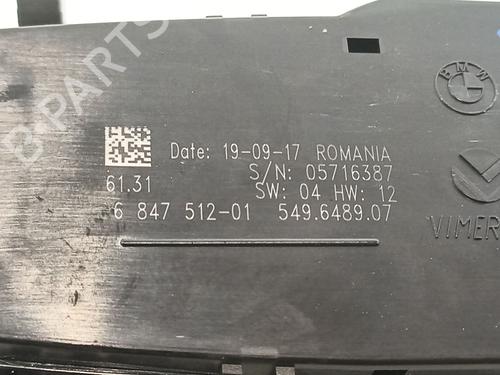 B-PARTS
BMW
Date: 19-09-17 ROMANIA
S/N: 05716387
61.31
SW: 04 HW: 12
6 847 512-01 549.6489.07